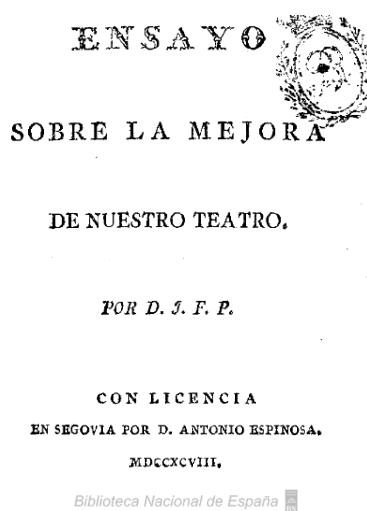 ENSAYO
SOBRE LA MEJORA
DE NUESTRO TEATRO.
POR D. J. F. P.
CON LICENCIA
EN SEGOVIA POR D. ANTONIO ESPINOSA.
MDCCXCVIII.
Biblioteca Nacional de España